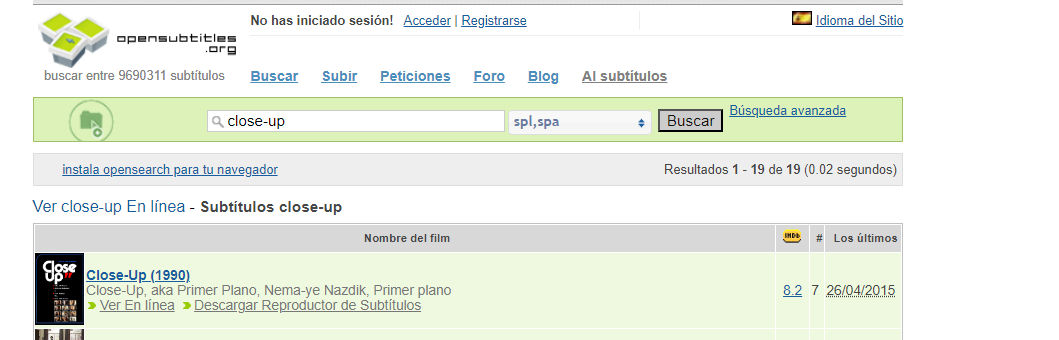 No has iniciado sesión! Acceder | Registrarse
Idioma del Sitio
opensubtitles
.org
buscar entre 9690311 subtítulos
Buscar Subir Peticiones Foro Blog AI subtítulos
close-up
spl,spa
Buscar
Búsqueda avanzada
instala opensearch para tu navegador
Resultados 1 - 19 de 19 (0.02 segundos)
Ver close-up En línea - Subtítulos close-up
Nombre del film IMDb # Los últimos
Close Up
Close-Up (1990)
Close-Up, aka Primer Plano, Nema-ye Nazdik, Primer plano
Ver En línea Descargar Reproductor de Subtítulos
8.2 7 26/04/2015